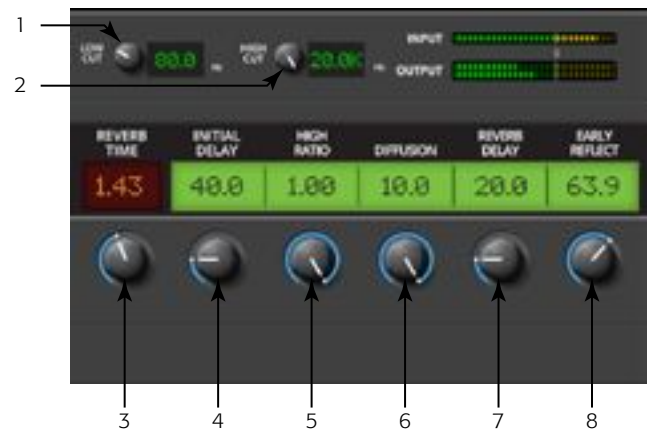 1
LOW CUT 80.0 Hz HIGH CUT 20.0K Hz INPUT
2
OUTPUT
0
REVERB TIME INITIAL DELAY HIGH RATIO DIFFUSION REVERB DELAY EARLY REFLECT
1.43 40.0 1.00 10.0 20.0 63.9
3 4 5 6 7 8